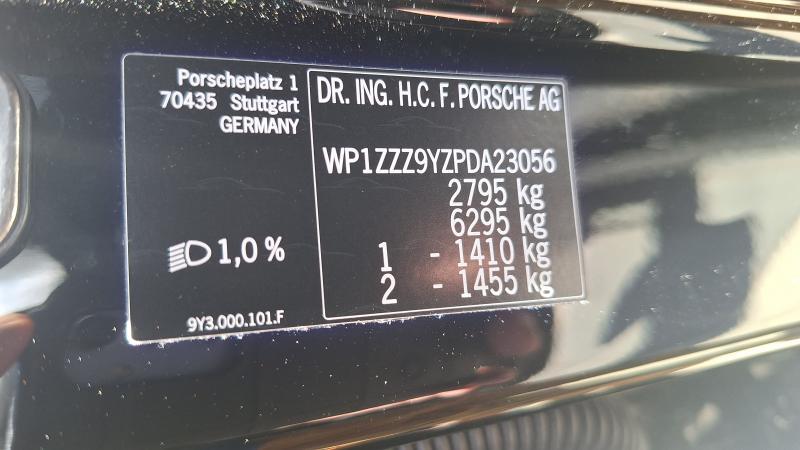 Porscheplatz 1
70435 Stuttgart
GERMANY
1,0 %
9Y3.000.101.F
DR. ING. H.C. F. PORSCHE AG
WP1ZZZ9YZPDA23056
2795 kg
6295 kg
1 - 1410 kg
2 - 1455 kg